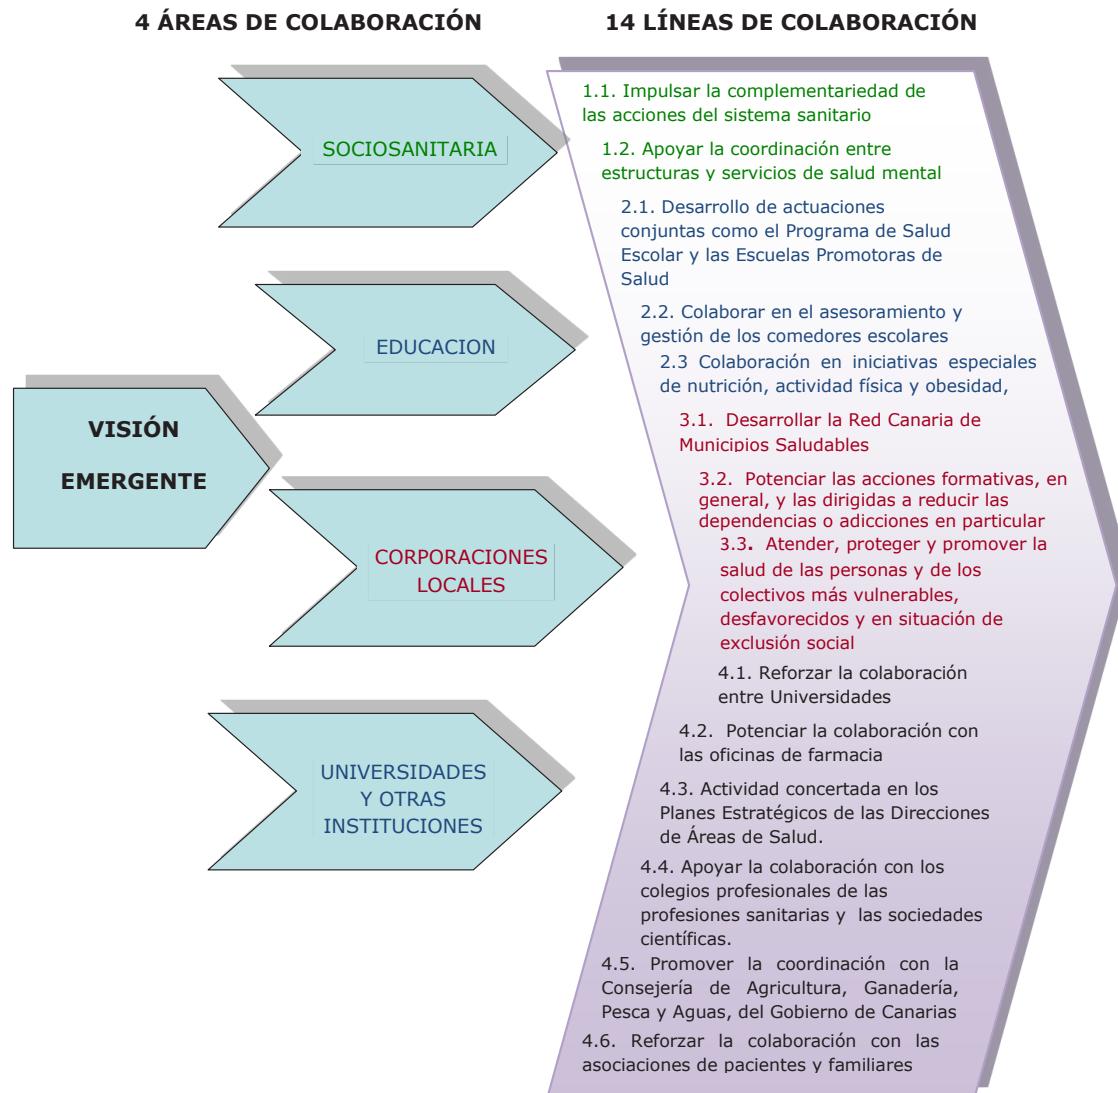 4 ÁREAS DE COLABORACIÓN
14 LÍNEAS DE COLABORACIÓN
VISIÓN
EMERGENTE
SOCIOSANITARIA
EDUCACION
CORPORACIONES
LOCALES
UNIVERSIDADES
Y OTRAS
INSTITUCIONES
1.1. Impulsar la complementariedad de
las acciones del sistema sanitario
1.2. Apoyar la coordinación entre
estructuras y servicios de salud mental
2.1. Desarrollo de actuaciones
conjuntas como el Programa de Salud
Escolar y las Escuelas Promotoras de
Salud
2.2. Colaborar en el asesoramiento y
gestión de los comedores escolares
2.3 Colaboración en iniciativas especiales
de nutrición, actividad física y obesidad,
3.1. Desarrollar la Red Canaria de
Municipios Saludables
3.2. Potenciar las acciones formativas, en
general, y las dirigidas a reducir las
dependencias o adicciones en particular
3.3. Atender, proteger y promover la
salud de las personas y de los
colectivos más vulnerables,
desfavorecidos y en situación de
exclusión social
4.1. Reforzar la colaboración
entre Universidades
4.2. Potenciar la colaboración con
las oficinas de farmacia
4.3. Actividad concertada en los
Planes Estratégicos de las Direcciones
de Áreas de Salud.
4.4. Apoyar la colaboración con los
colegios profesionales de las
profesiones sanitarias y las sociedades
científicas.
4.5. Promover la coordinación con la
Consejería de Agricultura, Ganadería,
Pesca y Aguas, del Gobierno de Canarias
4.6. Reforzar la colaboración con las
asociaciones de pacientes y familiares